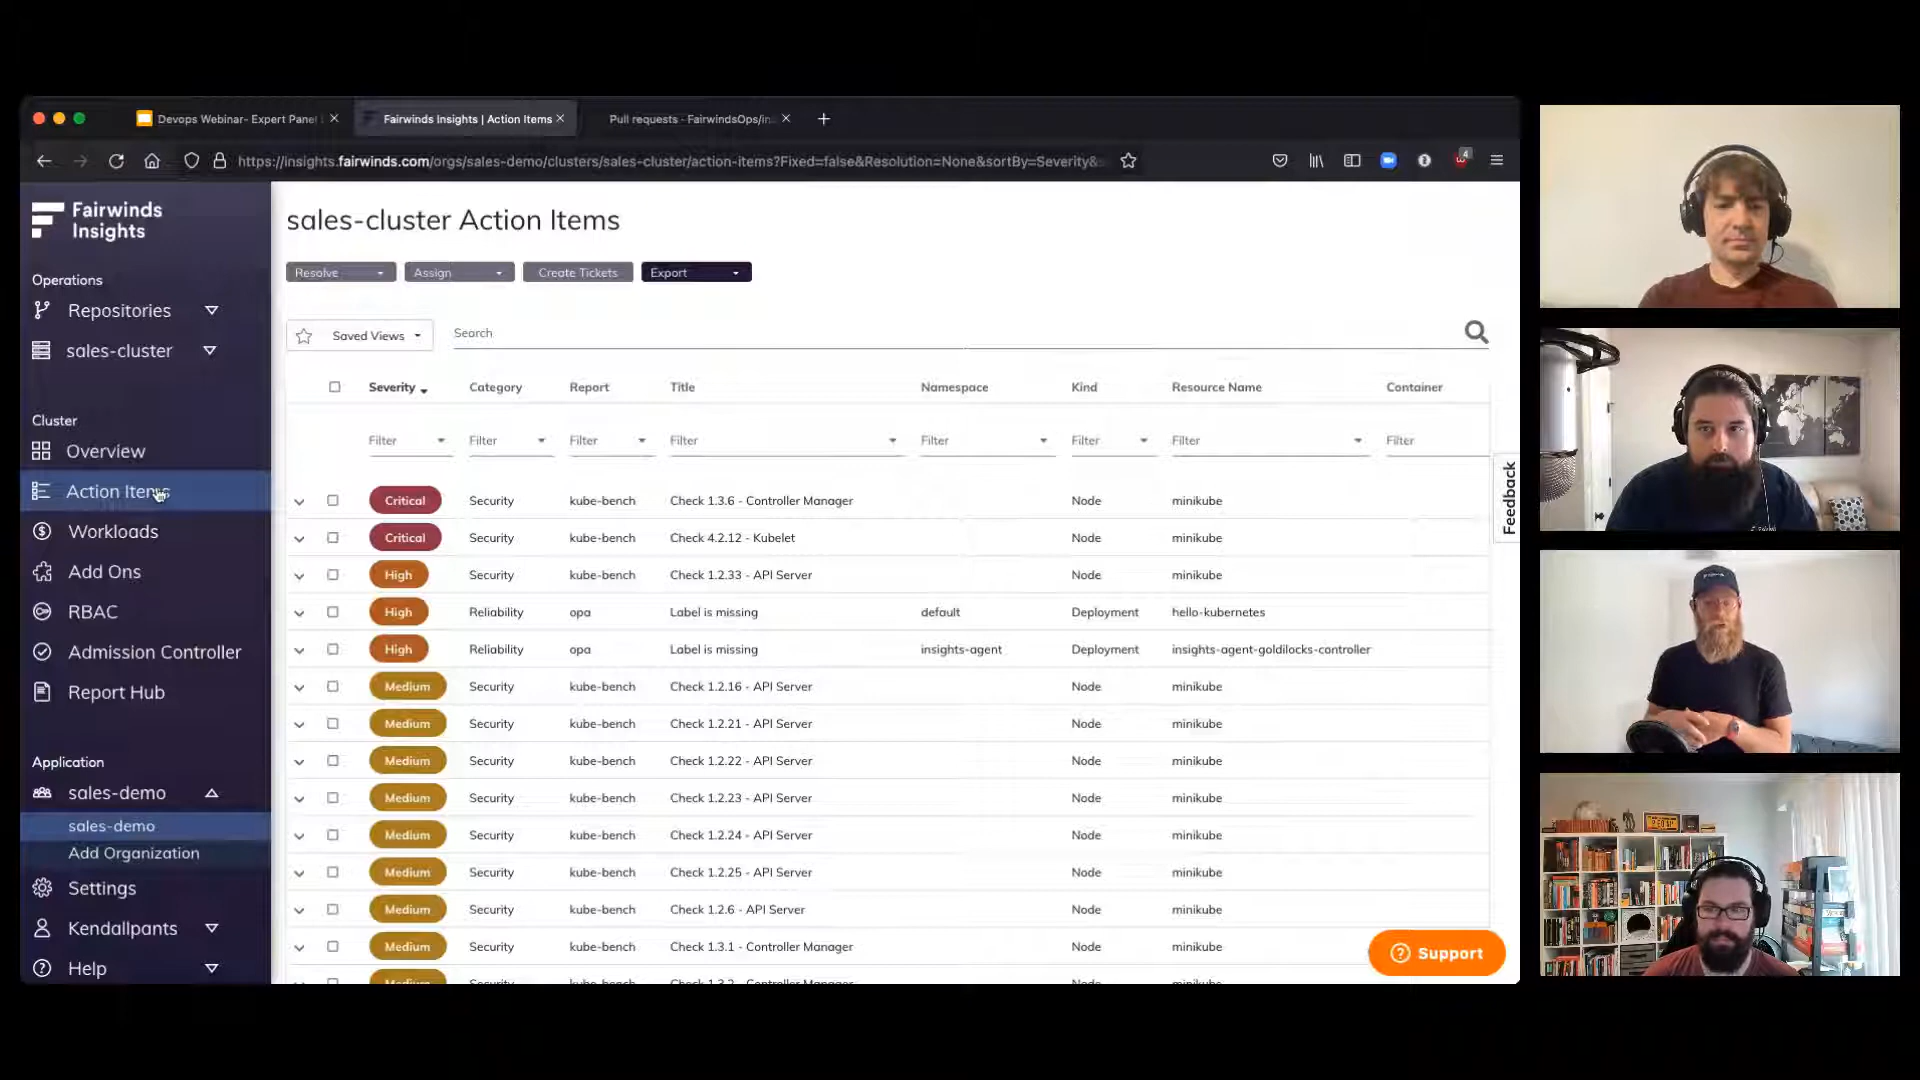 Devops Webinar- Expert Panel
Fairwinds Insights | Action Items
Pull requests · FairwindsOps/in
https://insights.fairwinds.com/orgs/sales-demo/clusters/sales-cluster/action-items?Fixed=false&Resolution=None&sortBy=Severity&
4
Fairwinds
Insights
Operations
Repositories
sales-cluster
Cluster
Overview
Action Items
Workloads
Add Ons
RBAC
Admission Controller
Report Hub
Application
sales-demo
sales-demo
Add Organization
Settings
Kendallpants
Help
sales-cluster Action Items
Resolve Assign Create Tickets Export
Saved Views Search
Severity Category Report Title Namespace Kind Resource Name Container
Filter Filter Filter Filter Filter Filter Filter Filter
Critical Security kube-bench Check 1.3.6 - Controller Manager Node minikube
Critical Security kube-bench Check 4.2.12 - Kubelet Node minikube
High Security kube-bench Check 1.2.33 - API Server Node minikube
High Reliability opa Label is missing default Deployment hello-kubernetes
High Reliability opa Label is missing insights-agent Deployment insights-agent-goldilocks-controller
Medium Security kube-bench Check 1.2.16 - API Server Node minikube
Medium Security kube-bench Check 1.2.21 - API Server Node minikube
Medium Security kube-bench Check 1.2.22 - API Server Node minikube
Medium Security kube-bench Check 1.2.23 - API Server Node minikube
Medium Security kube-bench Check 1.2.24 - API Server Node minikube
Medium Security kube-bench Check 1.2.25 - API Server Node minikube
Medium Security kube-bench Check 1.2.6 - API Server Node minikube
Medium Security kube-bench Check 1.3.1 - Controller Manager Node minikube
Feedback
Support